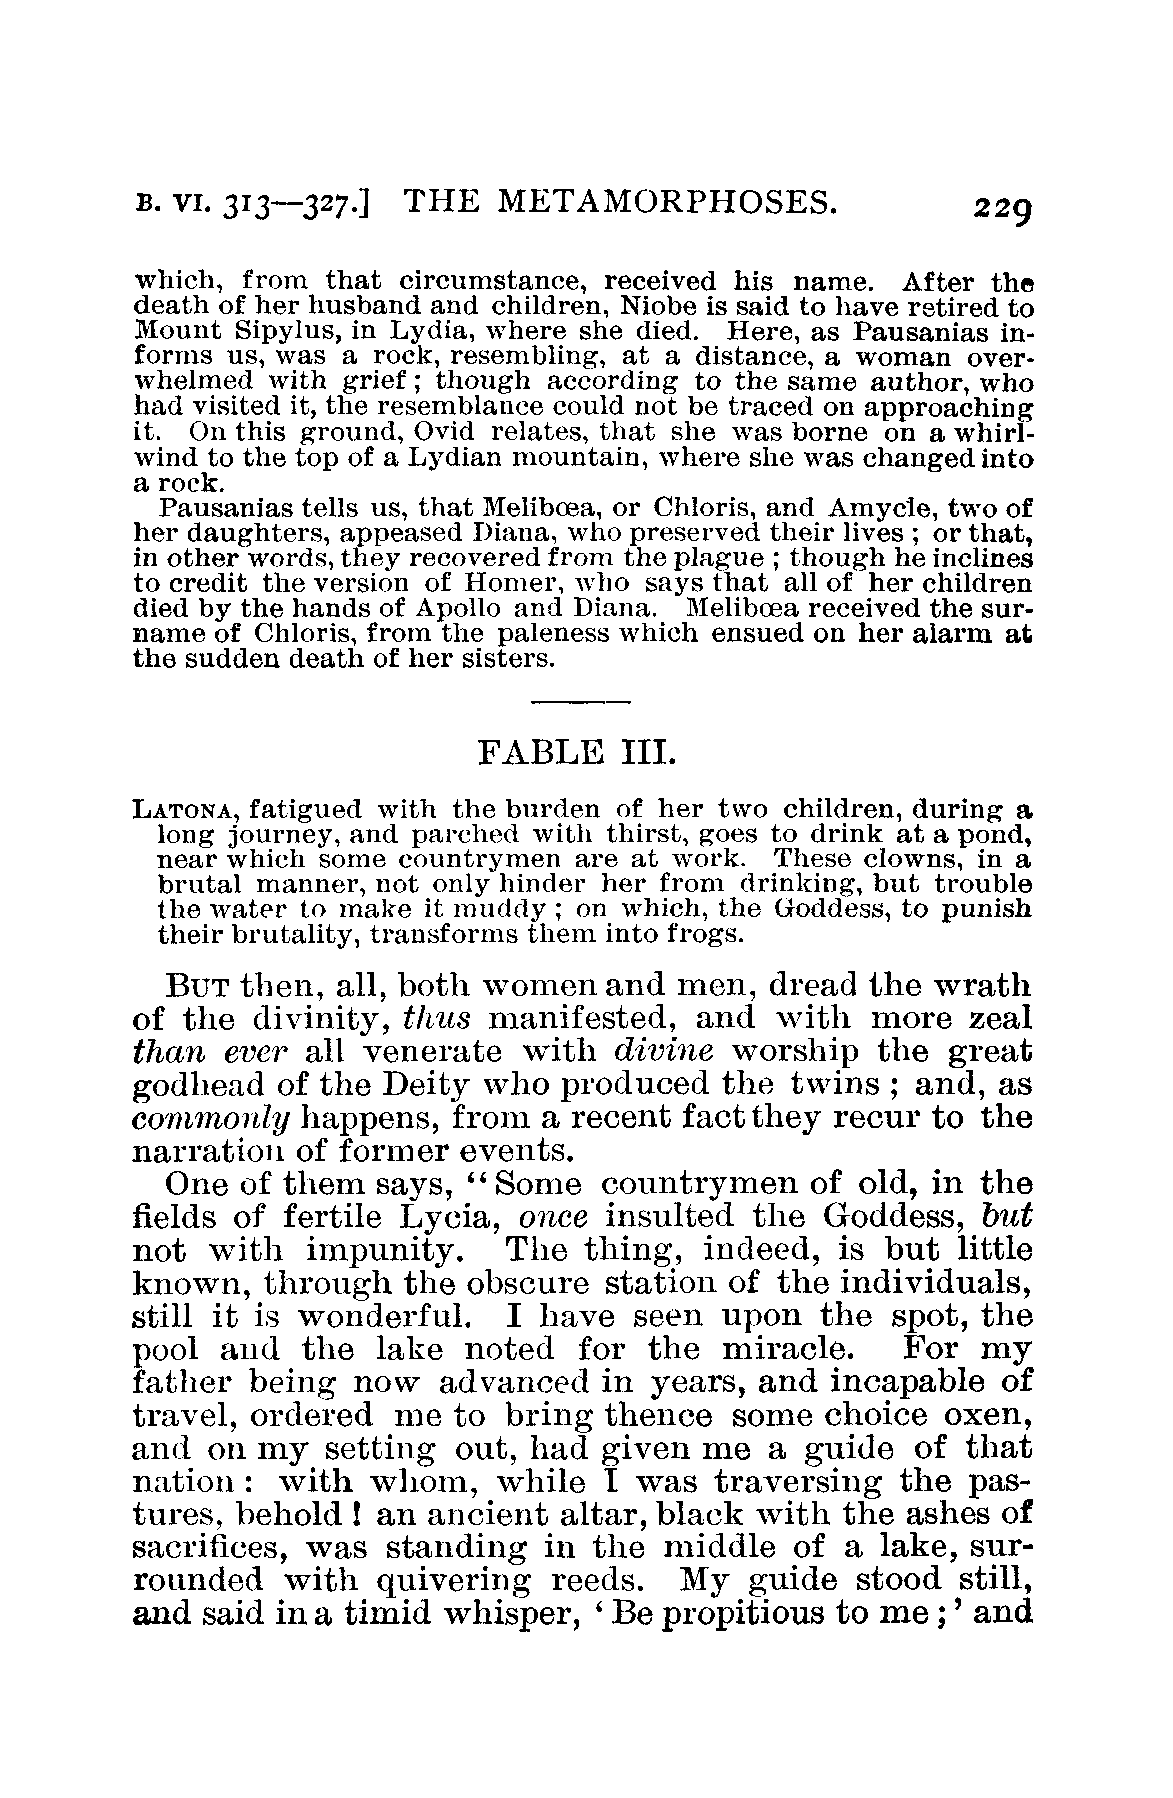 B. VI. 313—327.] THE METAMORPHOSES. 229
which, from that circumstance, received his name. After the
death of her husband and children, Niobe is said to have retired to
Mount Sipylus, in Lydia, where she died. Here, as Pausanias in-
forms us, was a rock, resembling, at a distance, a woman over-
whelmed with grief; though according to the same author, who
had visited it, the resemblance could not be traced on approaching
it. On this ground, Ovid relates, that she was borne on a whirl-
wind to the top of a Lydian mountain, where she was changed into
a rock.
Pausanias tells us, that Melibœa, or Chloris, and Amycle, two of
her daughters, appeased Diana, who preserved their lives; or that,
in other words, they recovered from the plague; though he inclines
to credit the version of Homer, who says that all of her children
died by the hands of Apollo and Diana. Melibœa received the sur-
name of Chloris, from the paleness which ensued on her alarm at
the sudden death of her sisters.
FABLE III.
LATONA, fatigued with the burden of her two children, during a
long journey, and parched with thirst, goes to drink at a pond,
near which some countrymen are at work. These clowns, in a
brutal manner, not only hinder her from drinking, but trouble
the water to make it muddy; on which, the Goddess, to punish
their brutality, transforms them into frogs.
BUT then, all, both women and men, dread the wrath
of the divinity, thus manifested, and with more zeal
than ever all venerate with divine worship the great
godhead of the Deity who produced the twins; and, as
commonly happens, from a recent fact they recur to the
narration of former events.
One of them says, “Some countrymen of old, in the
fields of fertile Lycia, once insulted the Goddess, but
not with impunity. The thing, indeed, is but little
known, through the obscure station of the individuals,
still it is wonderful. I have seen upon the spot, the
pool and the lake noted for the miracle. For my
father being now advanced in years, and incapable of
travel, ordered me to bring thence some choice oxen,
and on my setting out, had given me a guide of that
nation: with whom, while I was traversing the pas-
tures, behold! an ancient altar, black with the ashes of
sacrifices, was standing in the middle of a lake, sur-
rounded with quivering reeds. My guide stood still,
and said in a timid whisper, ‘Be propitious to me;’ and